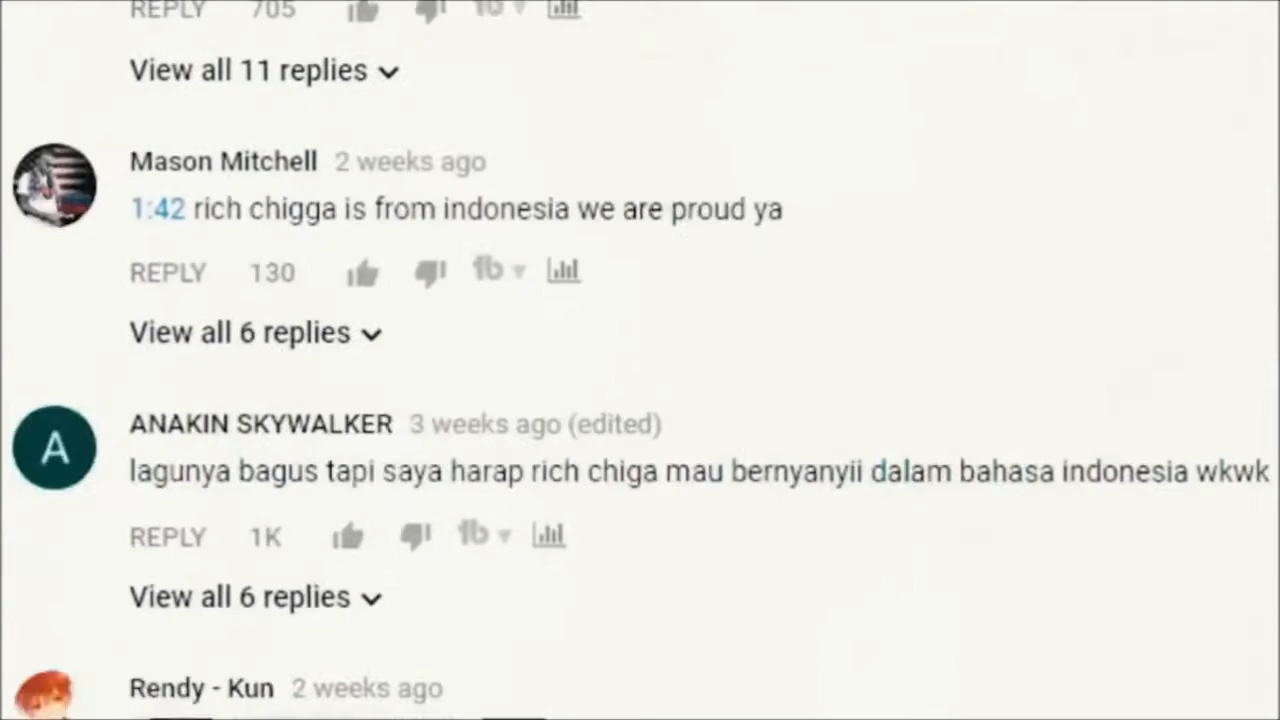 REPLY 705
View all 11 replies
Mason Mitchell 2 weeks ago
1:42 rich chigga is from indonesia we are proud ya
REPLY 130
View all 6 replies
A
ANAKIN SKYWALKER 3 weeks ago (edited)
lagunya bagus tapi saya harap rich chiga mau bernyanyii dalam bahasa indonesia wkwk
REPLY 1K
View all 6 replies
Rendy - Kun 2 weeks ago